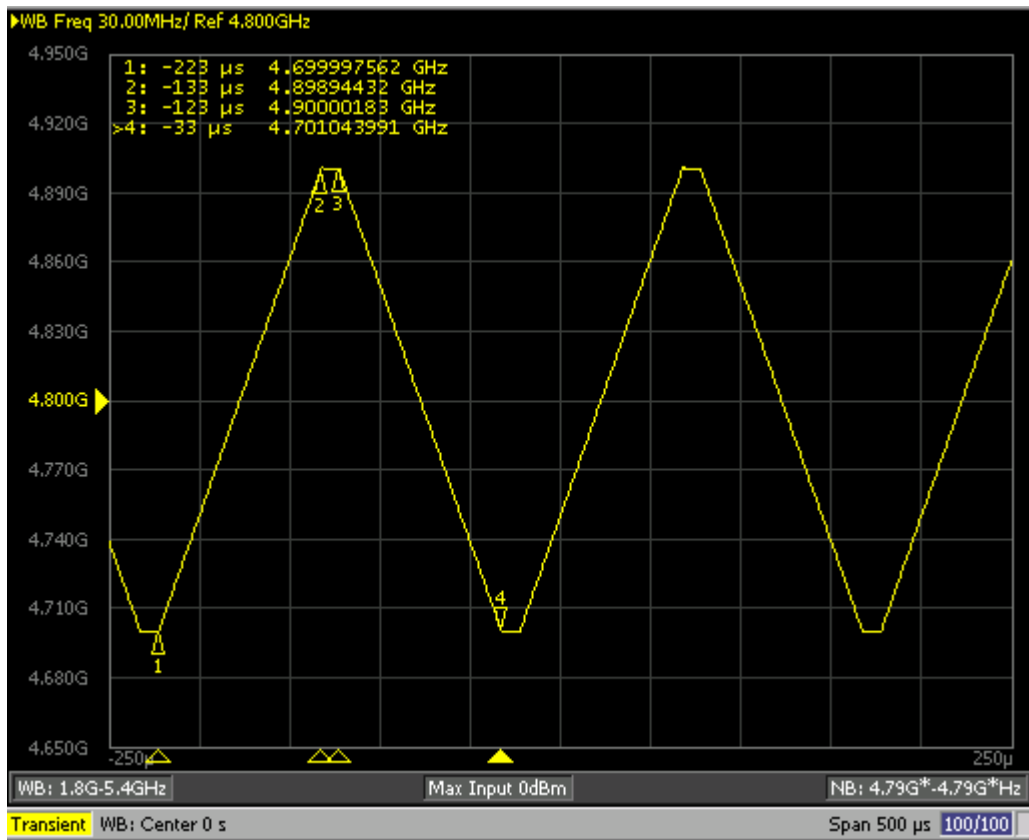 WB Freq 30.00MHz/ Ref 4.800GHz
4.950G
1: -223 µs 4.699997562 GHz
2: -133 µs 4.89894432 GHz
3: -123 µs 4.90000183 GHz
>4: -33 µs 4.701043991 GHz
4.920G
4.890G
2 3
4.860G
4.830G
4.800G
4.770G
4.740G
4.710G
4
1
4.680G
4.650G
-250µ 250µ
WB: 1.8G-5.4GHz Max Input 0dBm NB: 4.79G*-4.79G*Hz
Transient WB: Center 0 s Span 500 µs 100/100